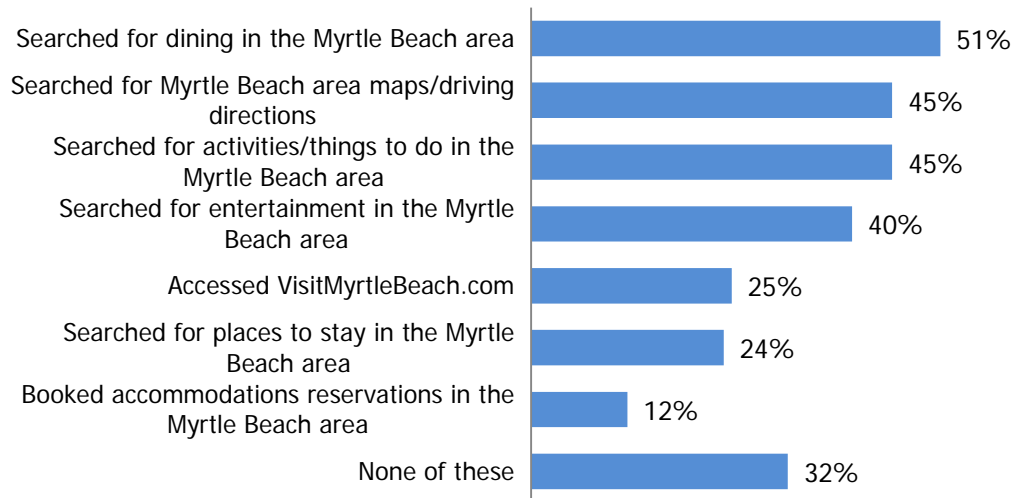 Searched for dining in the Myrtle Beach area
51%
Searched for Myrtle Beach area maps/driving
directions
45%
Searched for activities/things to do in the
Myrtle Beach area
45%
Searched for entertainment in the Myrtle
Beach area
40%
Accessed VisitMyrtleBeach.com
25%
Searched for places to stay in the Myrtle
Beach area
24%
Booked accommodations reservations in the
Myrtle Beach area
12%
None of these
32%